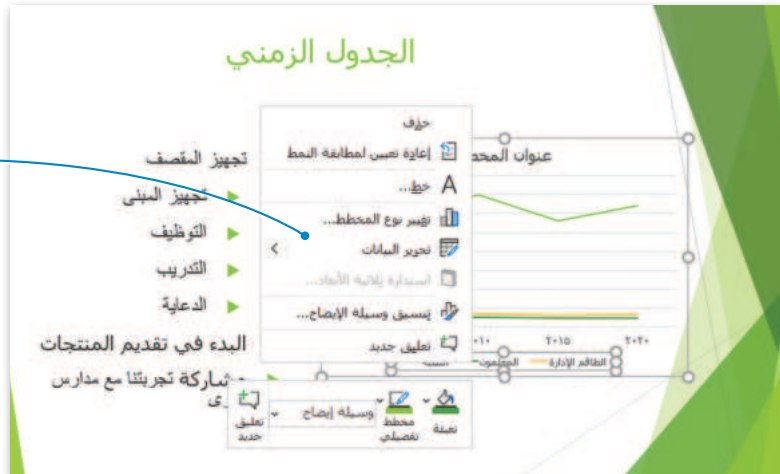 الجدول الزمني
تجهيز المقصف
تجهيز المبنى
التوظيف
التدريب
الدعاية
البدء في تقديم المنتجات
مشاركة تجربتنا مع مدارس
حذف
إعادة تعيين لمطابقة النمط
خط...
تغيير نوع المخطط...
تحرير البيانات
استدارة ثلاثية الأبعاد...
تنسيق وسيلة الإيضاح...
تعليق جديد
عنوان المخط
٢٠١٥
٢٠٢٠
المعلمون
الطاقم الإدارة
تعبئة
مخطط تفصيلي
وسيلة إيضاح
تعليق جديد